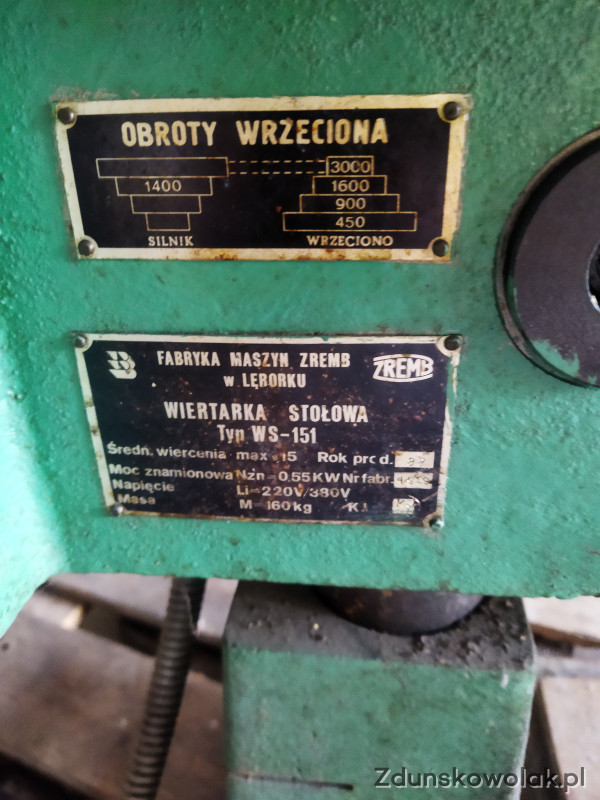 OBROTY WRZECIONA
3000
1400 1600
900
450
SILNIK WRZECIONO
FABRYKA MASZYN ZREMB
w LĘBORKU
ZREMB
WIERTARKA STOŁOWA
Typ WS-151
Średn. wiercenia max 15 Rok prod.
Moc znamionowa Nzn=0,55KW Nr fabr.
Napięcie Li=220V/380V
Masa M=160kg K.J.
Zdunskowolak.pl